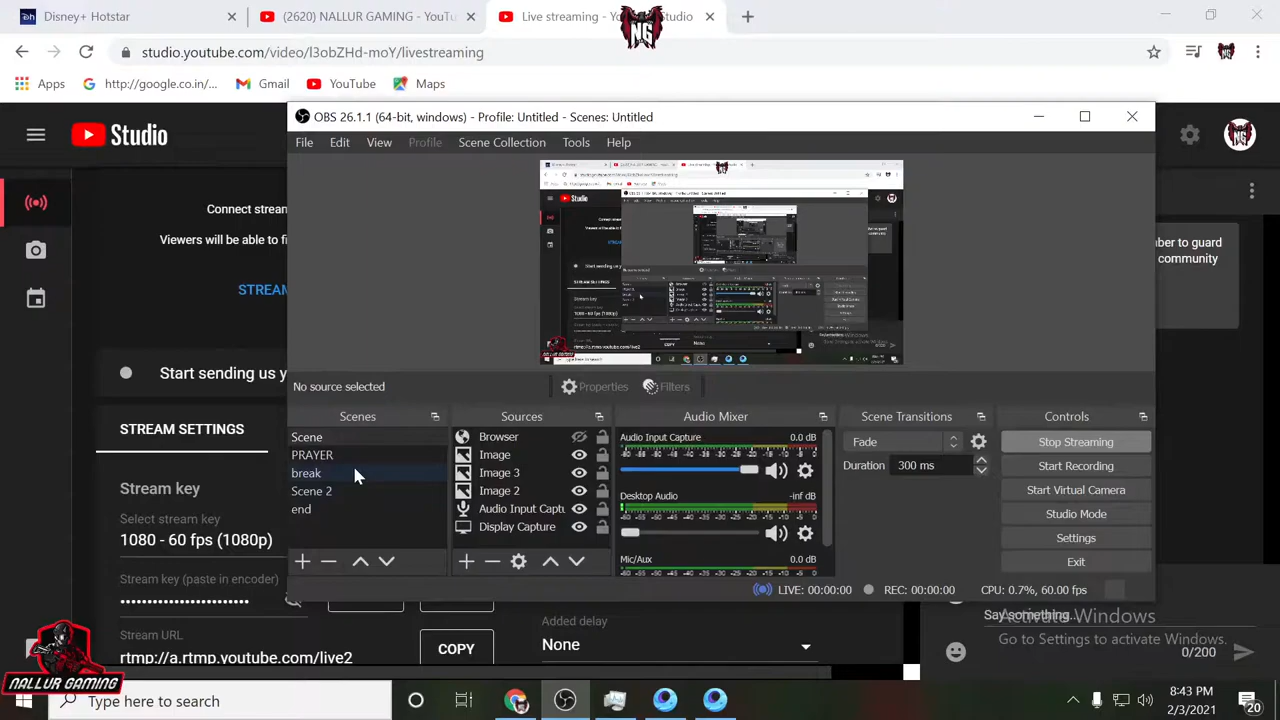 Disney+ Hotstar
(2620) NALLUR GAMING - YouT
Live streaming - Yo Studio
NG
studio.youtube.com/video/l3obZHd-moY/livestreaming
Apps
http://google.co.in/...
Gmail
YouTube
Maps
OBS 26.1.1 (64-bit, windows) - Profile: Untitled - Scenes: Untitled
File Edit View Profile Scene Collection Tools Help
Studio
Connect strean
Viewers will be able to fi
STREAM
Start sending us y
STREAM SETTINGS
Stream key
Select stream key
1080 - 60 fps (1080p)
Stream key (paste in encoder)
Stream URL
rtmp://a.rtmp.youtube.com/live2
COPY
Added delay
None
No source selected
Properties
Filters
Scenes
Scene
PRAYER
break
Scene 2
end
Sources
Browser
Image
Image 3
Image 2
Audio Input Captu
Display Capture
Audio Mixer
Audio Input Capture 0.0 dB
Desktop Audio -inf dB
Mic/Aux 0.0 dB
Scene Transitions
Fade
Duration 300 ms
Controls
Stop Streaming
Start Recording
Start Virtual Camera
Studio Mode
Settings
Exit
LIVE: 00:00:00
REC: 00:00:00
CPU: 0.7%, 60.00 fps
ber to guard
community
Say something...
0/200
Activate Windows
Go to Settings to activate Windows.
NALLUR GAMING
Type here to search
8:43 PM
2/3/2021
20